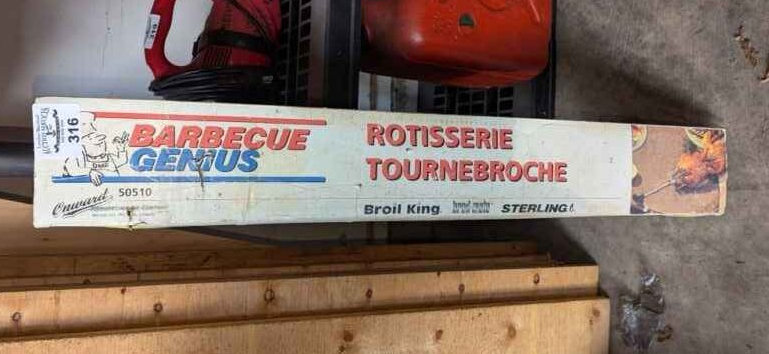 316
BARBECUE
GENIUS
Onward 50510
ROTISSERIE
TOURNEBROCHE
Broil King
STERLING